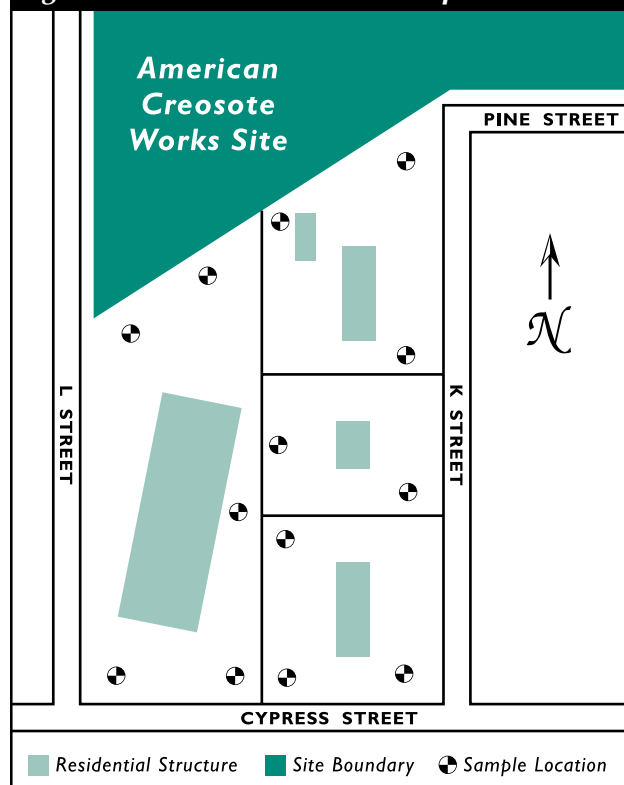 American
Creosote
Works Site
PINE STREET
N
L STREET
K STREET
CYPRESS STREET
Residential Structure
Site Boundary
Sample Location